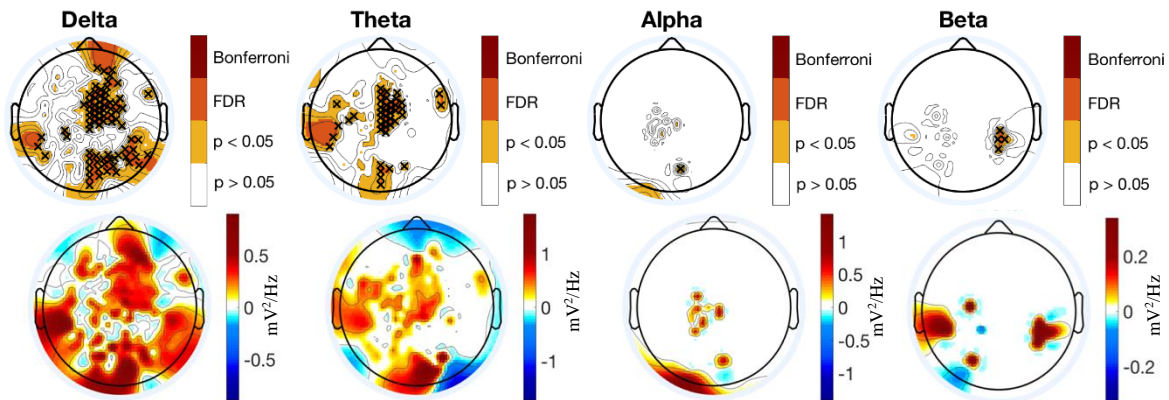 Delta
Theta
Alpha
Beta
Bonferroni
FDR
p < 0.05
p > 0.05
Bonferroni
FDR
p < 0.05
p > 0.05
Bonferroni
FDR
p < 0.05
p > 0.05
Bonferroni
FDR
p < 0.05
p > 0.05
0.5
0
-0.5
mV²/Hz
1
0
-1
mV²/Hz
1
0.5
0
-0.5
-1
mV²/Hz
0.2
0
-0.2
mV²/Hz